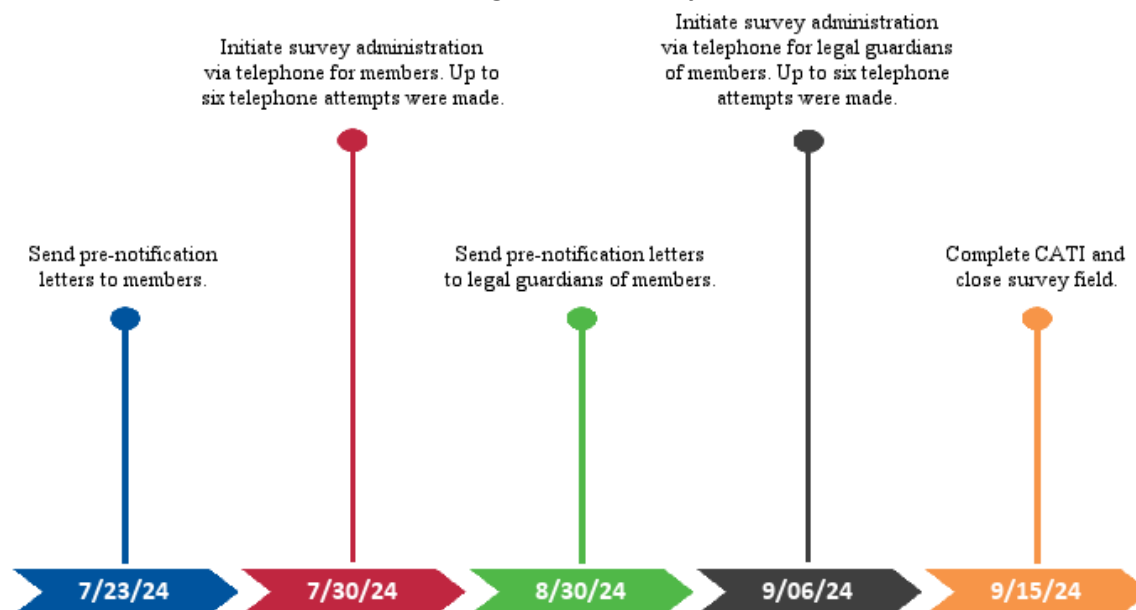 Initiate survey administration
via telephone for members. Up to
six telephone attempts were made.
Initiate survey administration
via telephone for legal guardians
of members. Up to six telephone
attempts were made.
Send pre-notification
letters to members.
Send pre-notification letters
to legal guardians of members.
Complete CATI and
close survey field.
7/23/24
7/30/24
8/30/24
9/06/24
9/15/24